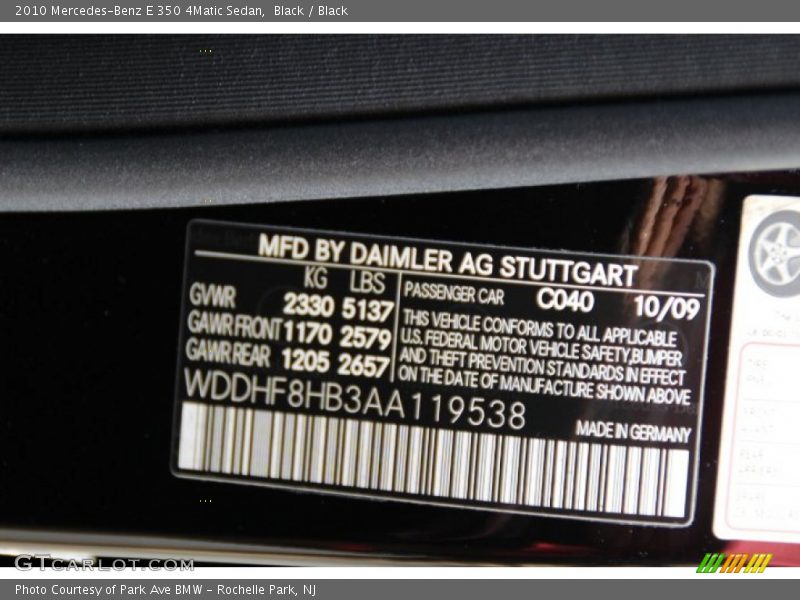 2010 Mercedes-Benz E 350 4Matic Sedan, Black / Black
MFD BY DAIMLER AG STUTTGART
KG LBS
GVWR 2330 5137
GAWR FRONT 1170 2579
GAWR REAR 1205 2657
PASSENGER CAR C040 10/09
THIS VEHICLE CONFORMS TO ALL APPLICABLE
U.S. FEDERAL MOTOR VEHICLE SAFETY,BUMPER
AND THEFT PREVENTION STANDARDS IN EFFECT
ON THE DATE OF MANUFACTURE SHOWN ABOVE
WDDHF8HB3AA119538
MADE IN GERMANY
GTCARLOT.COM
Photo Courtesy of Park Ave BMW - Rochelle Park, NJ